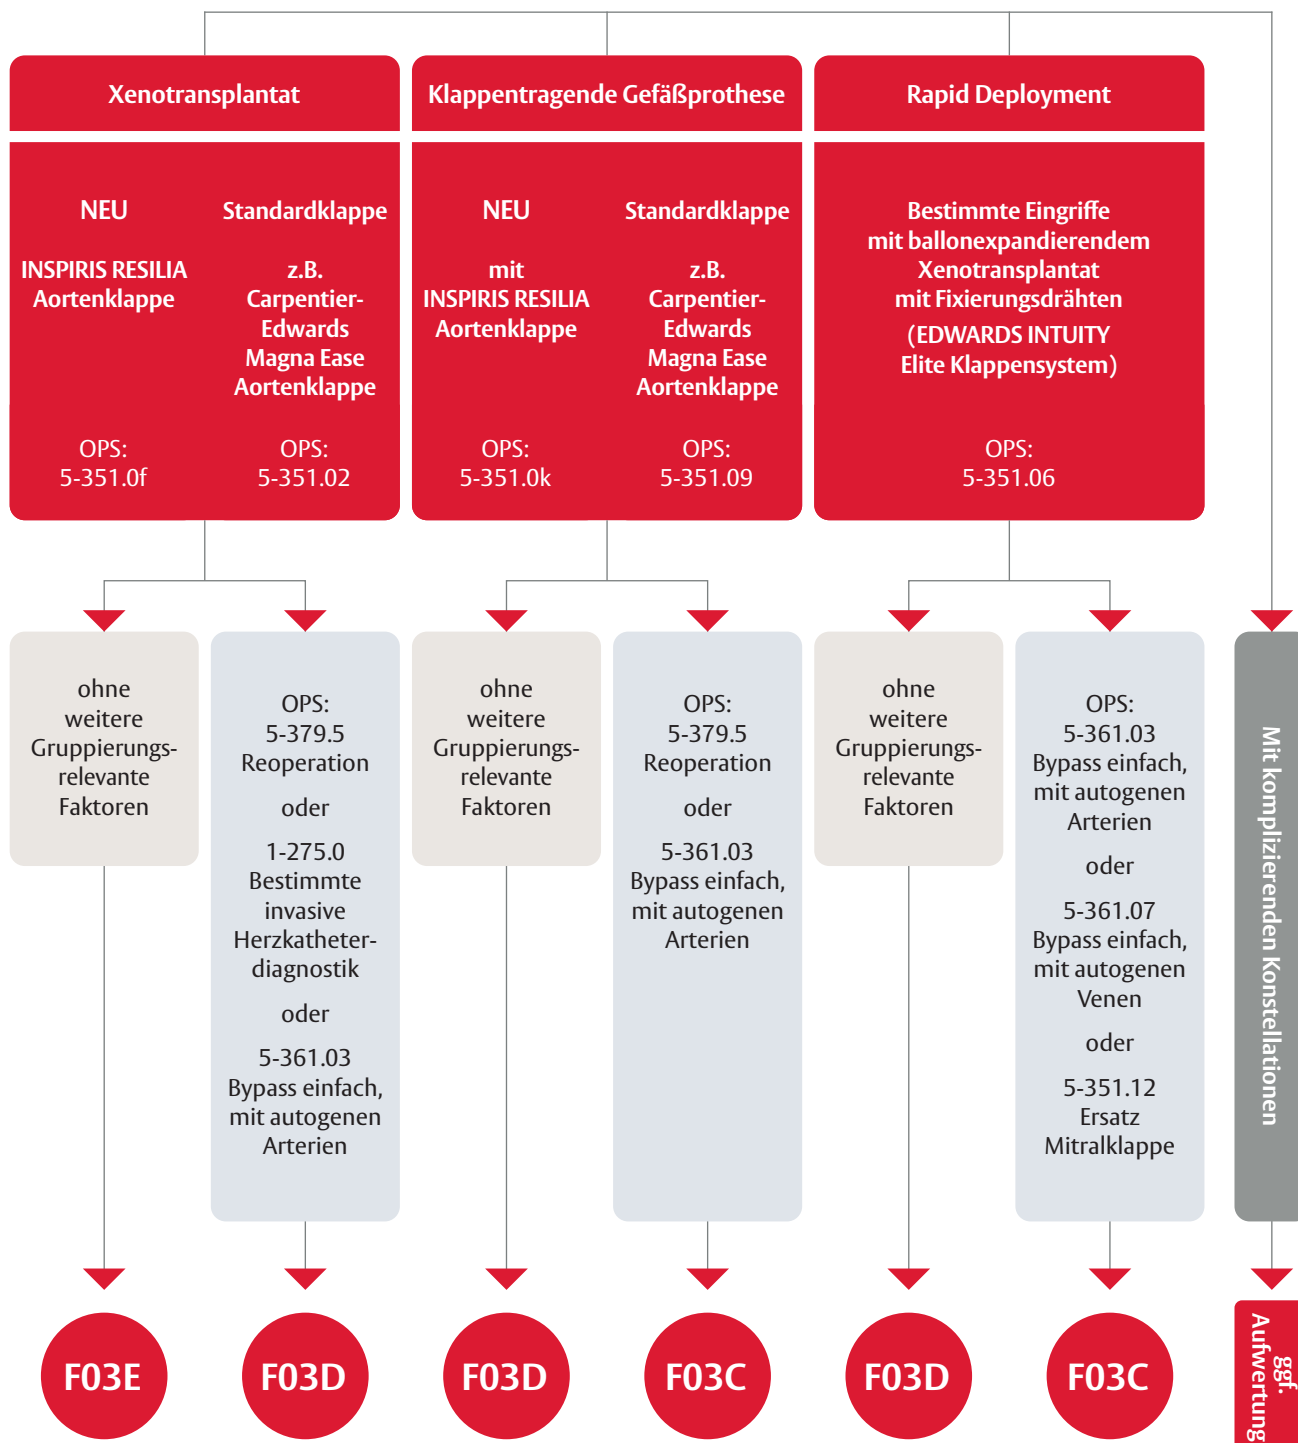 Xenotransplantat
NEU
INSPIRIS RESILIA
Aortenklappe
OPS:
5-351.0f
Standardklappe
z.B.
Carpentier-
Edwards
Magna Ease
Aortenklappe
OPS:
5-351.02
Klappentragende Gefäßprothese
NEU
mit
INSPIRIS RESILIA
Aortenklappe
OPS:
5-351.0k
Standardklappe
z.B.
Carpentier-
Edwards
Magna Ease
Aortenklappe
OPS:
5-351.09
Rapid Deployment
Bestimmte Eingriffe
mit ballonexpandierendem
Xenotransplantat
mit Fixierungsdrähten
(EDWARDS INTUITY
Elite Klappensystem)
OPS:
5-351.06
ohne
weitere
Gruppierungs-
relevante
Faktoren
OPS:
5-379.5
Reoperation
oder
1-275.0
Bestimmte
invasive
Herzkatheter-
diagnostik
oder
5-361.03
Bypass einfach,
mit autogenen
Arterien
ohne
weitere
Gruppierungs-
relevante
Faktoren
OPS:
5-379.5
Reoperation
oder
5-361.03
Bypass einfach,
mit autogenen
Arterien
ohne
weitere
Gruppierungs-
relevante
Faktoren
OPS:
5-361.03
Bypass einfach,
mit autogenen
Arterien
oder
5-361.07
Bypass einfach,
mit autogenen
Venen
oder
5-351.12
Ersatz
Mitralklappe
Mit komplizierenden Konstellationen
F03E
F03D
F03D
F03C
F03D
F03C
ggf.
Aufwertung